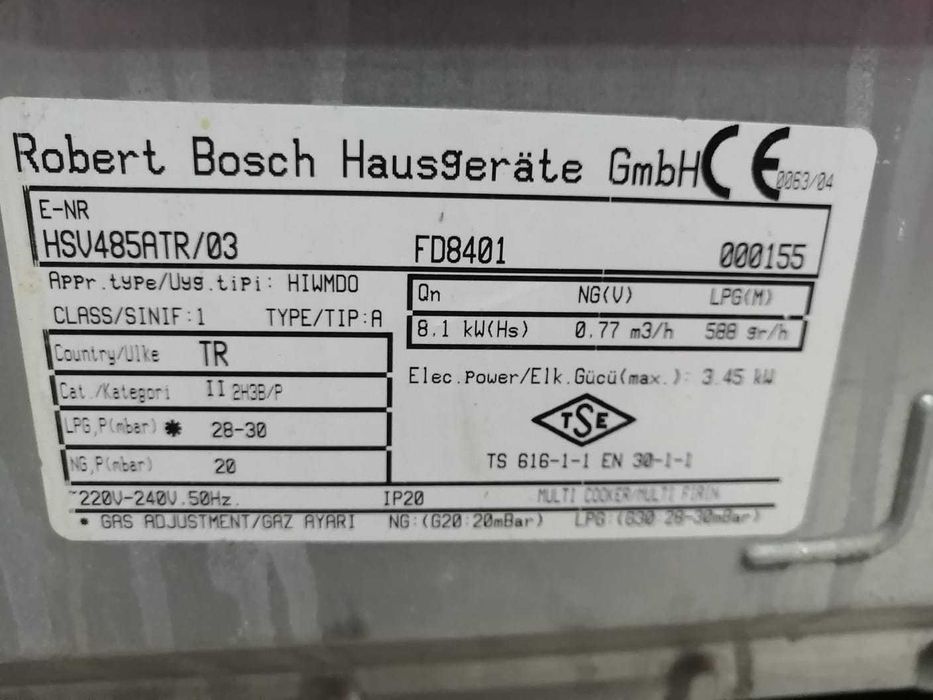 Robert Bosch Hausgeräte GmbH CE 0063/04
E-NR
HSV485ATR/03 FD8401 000155
Appr.type/Uyg.tipi: HIWMDO
CLASS/SINIF:1 TYPE/TIP:A
Qn NG(V) LPG(M)
8,1 kW(Hs) 0,77 m3/h 588 gr/h
Country/Ulke TR
Cat./Kategori II 2H3B/P
LPG,P(mbar) ✱ 28-30
NG,P(mbar) 20
Elec.Power/Elk.Gücü(max.): 3.45 kW
TSE
TS 616-1-1 EN 30-1-1
~220V-240V.50Hz. IP20 MULTI COOKER/MULTI FIRIN
* GAS ADJUSTMENT/GAZ AYARI NG:(G20:20mBar) LPG:(G30:28-30mBar)